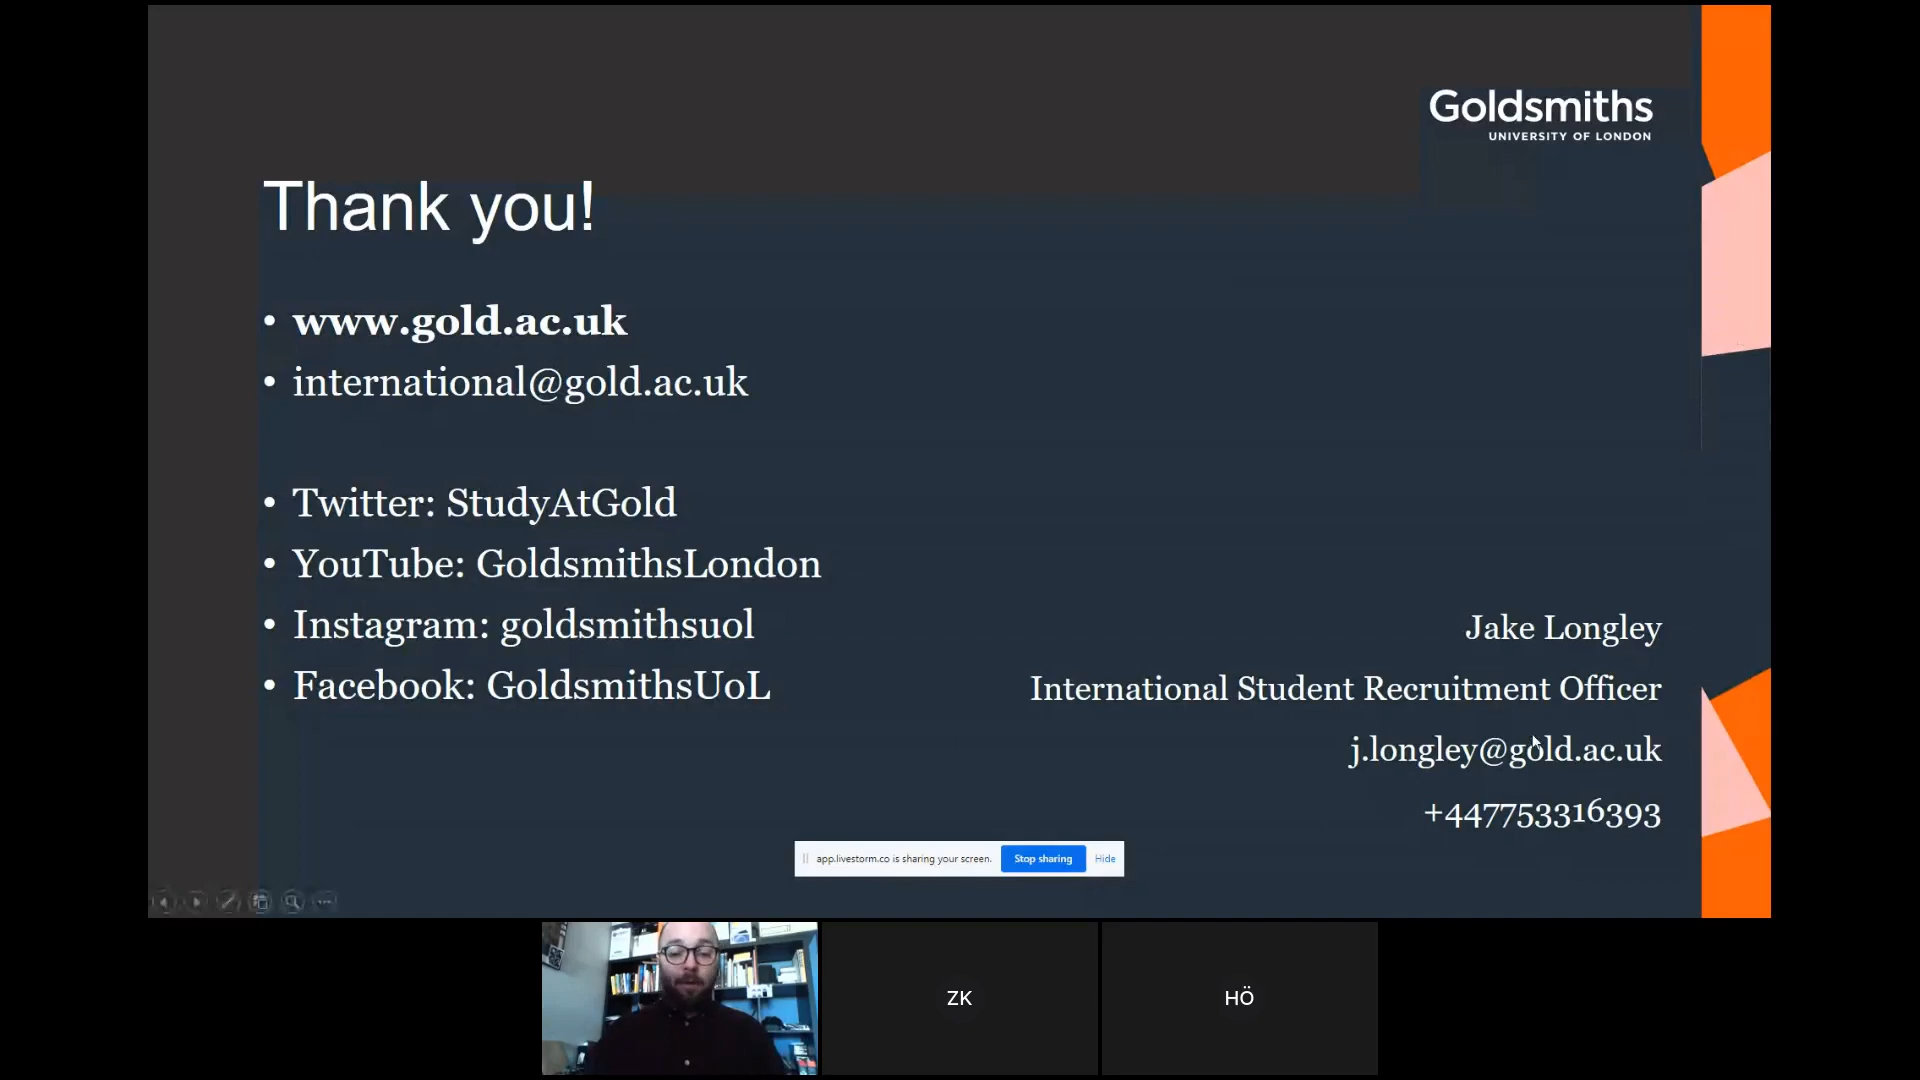 Goldsmiths
UNIVERSITY OF LONDON
Thank you!
• www.gold.ac.uk
• international@gold.ac.uk
• Twitter: StudyAtGold
• YouTube: GoldsmithsLondon
• Instagram: goldsmithsuol
• Facebook: GoldsmithsUoL
Jake Longley
International Student Recruitment Officer
j.longley@gold.ac.uk
+447753316393
app.livestorm.co is sharing your screen. Stop sharing Hide
ZK
HÖ